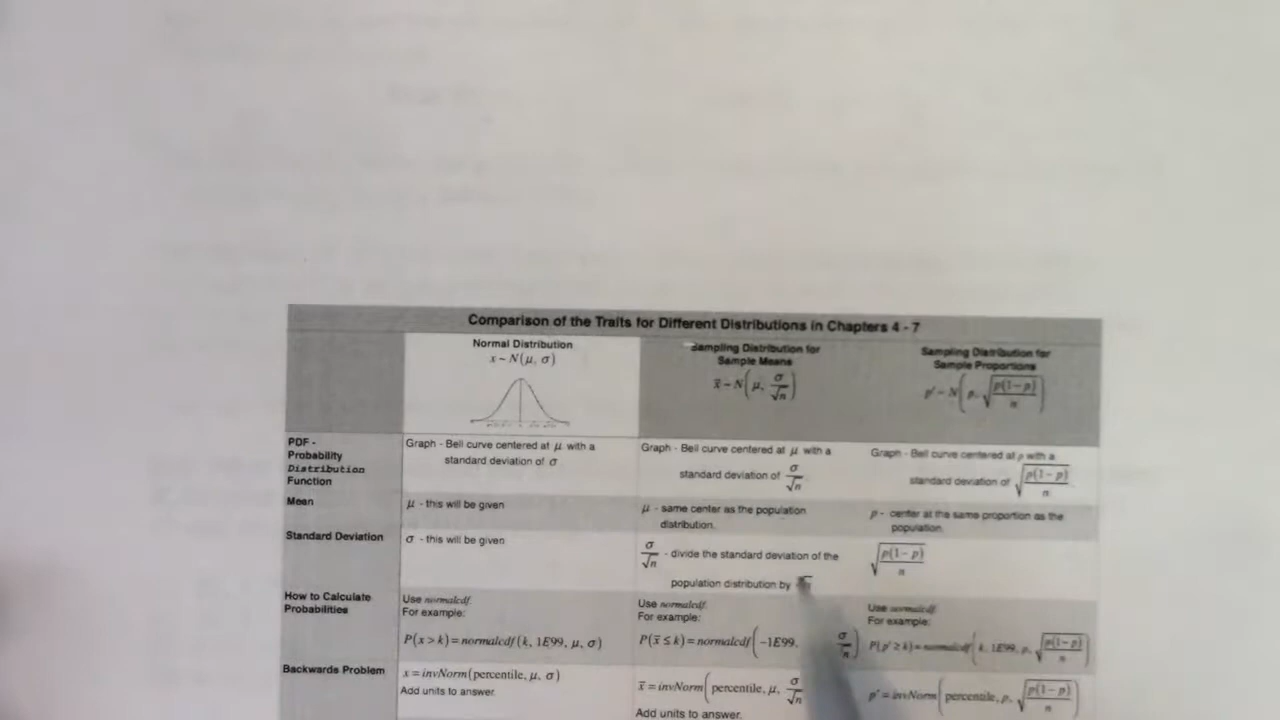 Comparison of the Traits for Different Distributions in Chapters 4 - 7
Normal Distribution
x ~ N(μ, σ)
Sampling Distribution for
Sample Means
x̄ ~ N(μ, σ/√n)
Sampling Distribution for
Sample Proportions
p' ~ N(p, √(p(1−p)/n))
PDF -
Probability
Distribution
Function
Graph - Bell curve centered at μ with a
standard deviation of σ
Graph - Bell curve centered at μ with a
standard deviation of σ/√n
Graph - Bell curve centered at p with a
standard deviation of √(p(1−p)/n)
Mean
μ - this will be given
μ - same center as the population
distribution.
p - center at the same proportion as the
population.
Standard Deviation
σ - this will be given
σ/√n - divide the standard deviation of the
population distribution by
√(p(1−p)/n)
How to Calculate
Probabilities
Use normalcdf.
For example:
P(x > k) = normalcdf(k, 1E99, μ, σ)
Use normalcdf.
For example:
P(x̄ ≤ k) = normalcdf(−1E99, σ/√n)
Use normalcdf.
For example:
P(p' ≥ k) = normalcdf(k, 1E99, p, √(p(1−p)/n))
Backwards Problem
x = invNorm(percentile, μ, σ)
Add units to answer.
x̄ = invNorm(percentile, μ, σ/√n
Add units to answer.
p' = invNorm(percentile, p, √(p(1−p)/n))